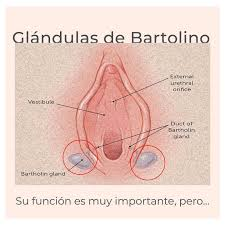 Glándulas de Bartolino
External
urethral
orifice
Vestibule
Duct of
Bartholin
gland
Bartholin gland
Su función es muy importante, pero...